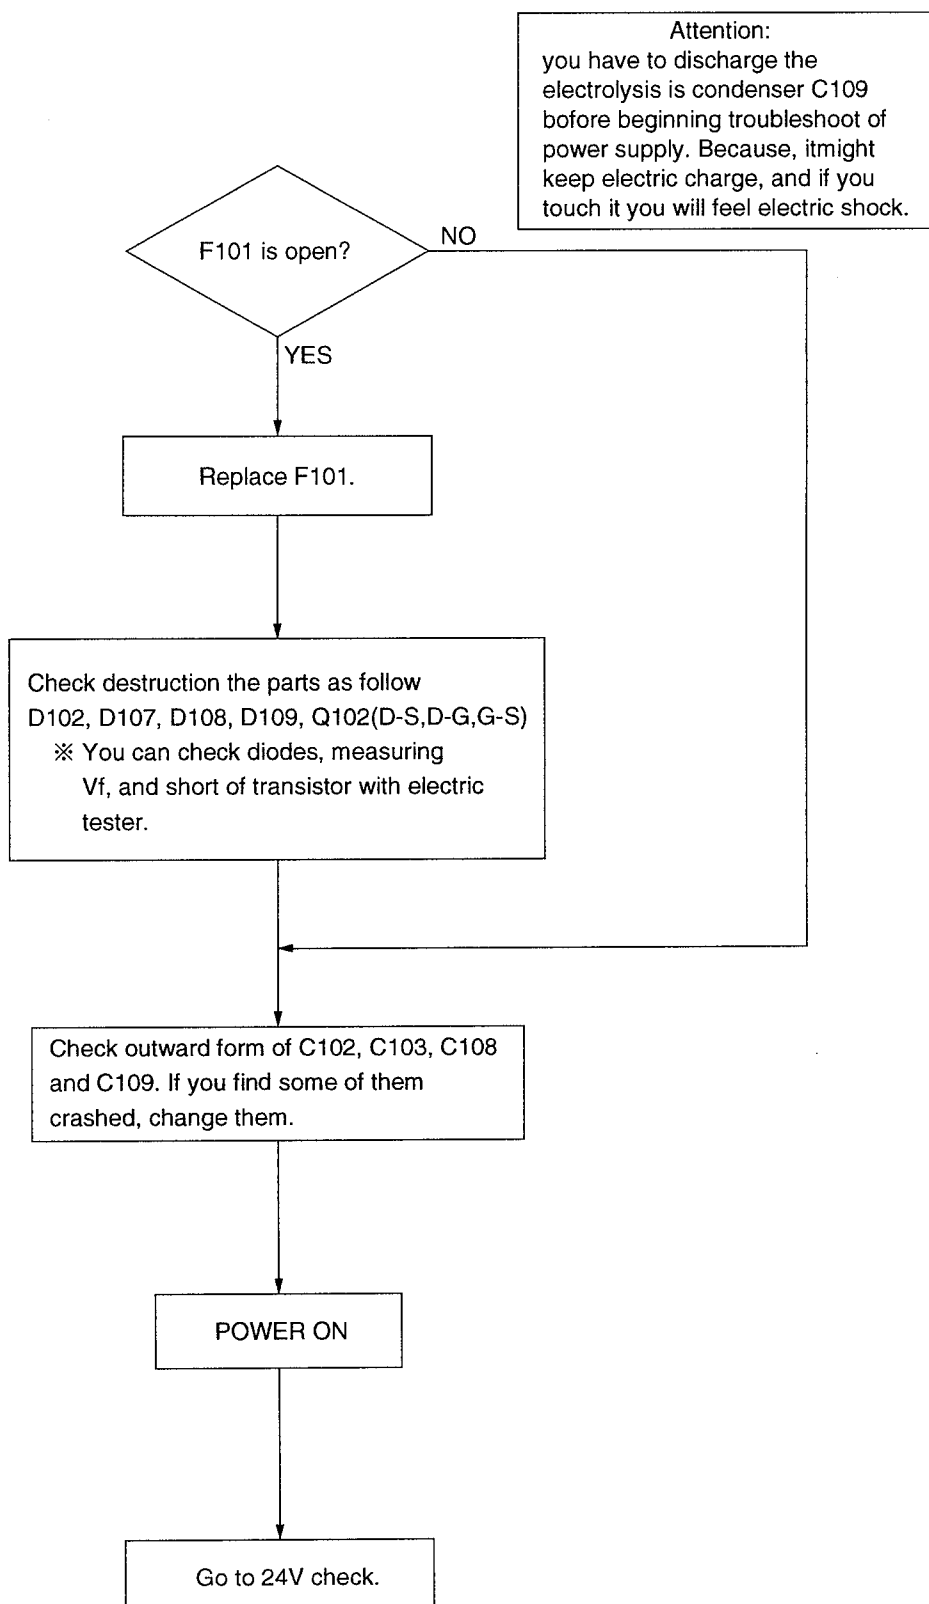 Attention:
you have to discharge the
electrolysis is condenser C109
bofore beginning troubleshoot of
power supply. Because, itmight
keep electric charge, and if you
touch it you will feel electric shock.
F101 is open?
NO
YES
Replace F101.
Check destruction the parts as follow
D102, D107, D108, D109, Q102(D-S,D-G,G-S)
※ You can check diodes, measuring
Vf, and short of transistor with electric
tester.
Check outward form of C102, C103, C108
and C109. If you find some of them
crashed, change them.
POWER ON
Go to 24V check.